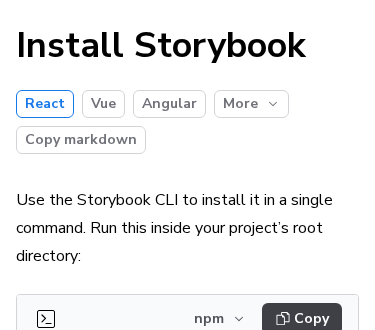 Install Storybook
React Vue Angular More
Copy markdown
Use the Storybook CLI to install it in a single
command. Run this inside your project’s root
directory:
npm Copy